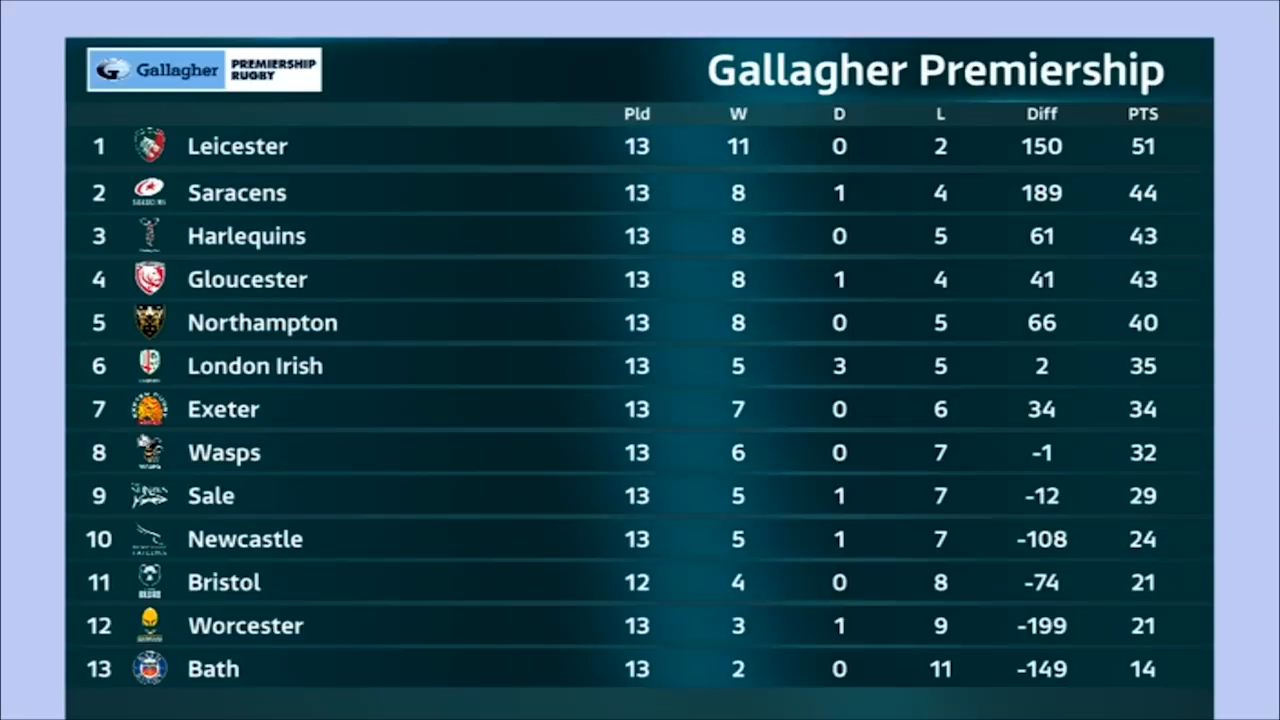 Gallagher PREMIERSHIP RUGBY Gallagher Premiership
Pld W D L Diff PTS
1 Leicester 13 11 0 2 150 51
2 Saracens 13 8 1 4 189 44
3 Harlequins 13 8 0 5 61 43
4 Gloucester 13 8 1 4 41 43
5 Northampton 13 8 0 5 66 40
6 London Irish 13 5 3 5 2 35
7 Exeter 13 7 0 6 34 34
8 Wasps 13 6 0 7 -1 32
9 Sale 13 5 1 7 -12 29
10 Newcastle 13 5 1 7 -108 24
11 Bristol 12 4 0 8 -74 21
12 Worcester 13 3 1 9 -199 21
13 Bath 13 2 0 11 -149 14